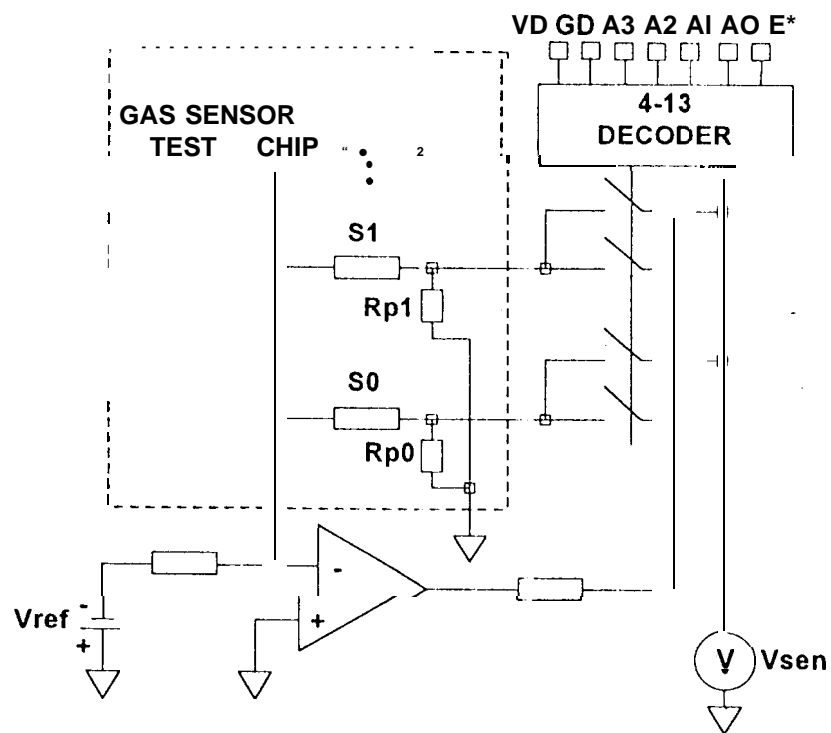 VD GD A3 A2 AI AO E*
4-13
DECODER
GAS SENSOR
TEST CHIP
2
S1
Rp1
S0
Rp0
-
+
Vref
-
+
V
Vsen